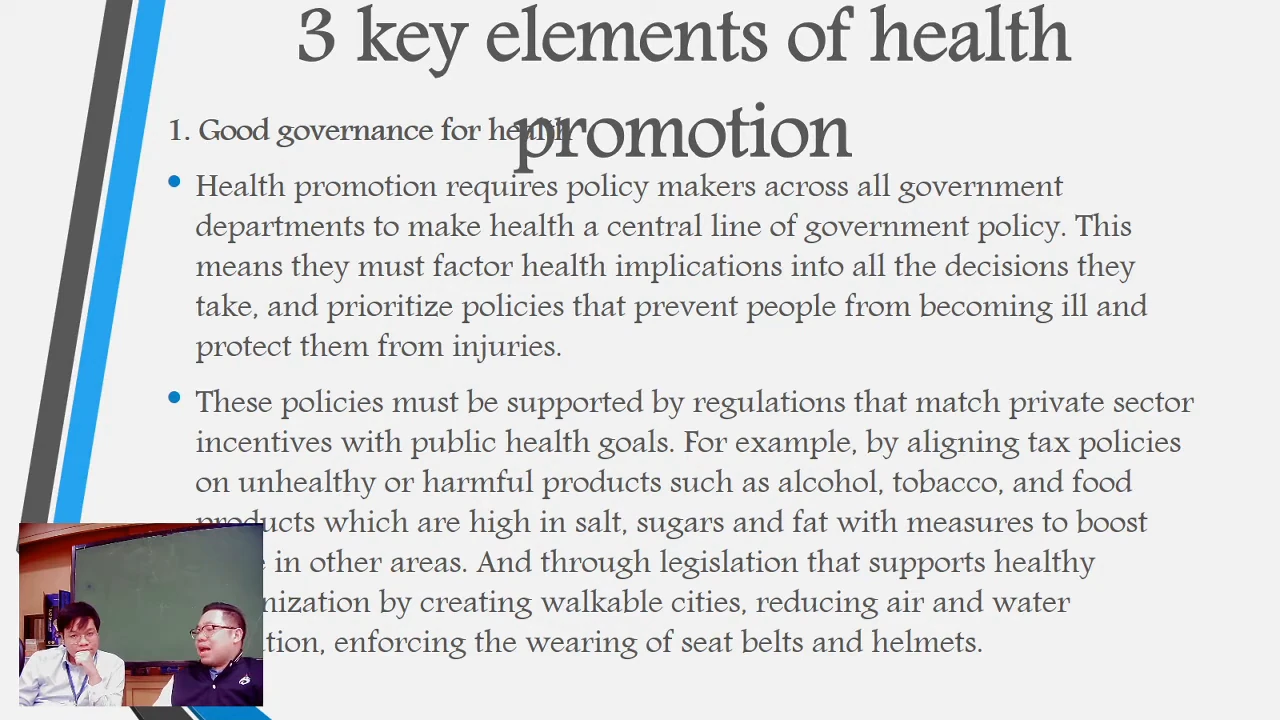 3 key elements of health
promotion
1. Good governance for health
Health promotion requires policy makers across all government
departments to make health a central line of government policy. This
means they must factor health implications into all the decisions they
take, and prioritize policies that prevent people from becoming ill and
protect them from injuries.
These policies must be supported by regulations that match private sector
incentives with public health goals. For example, by aligning tax policies
on unhealthy or harmful products such as alcohol, tobacco, and food
products which are high in salt, sugars and fat with measures to boost
in other areas. And through legislation that supports healthy
by creating walkable cities, reducing air and water
enforcing the wearing of seat belts and helmets.